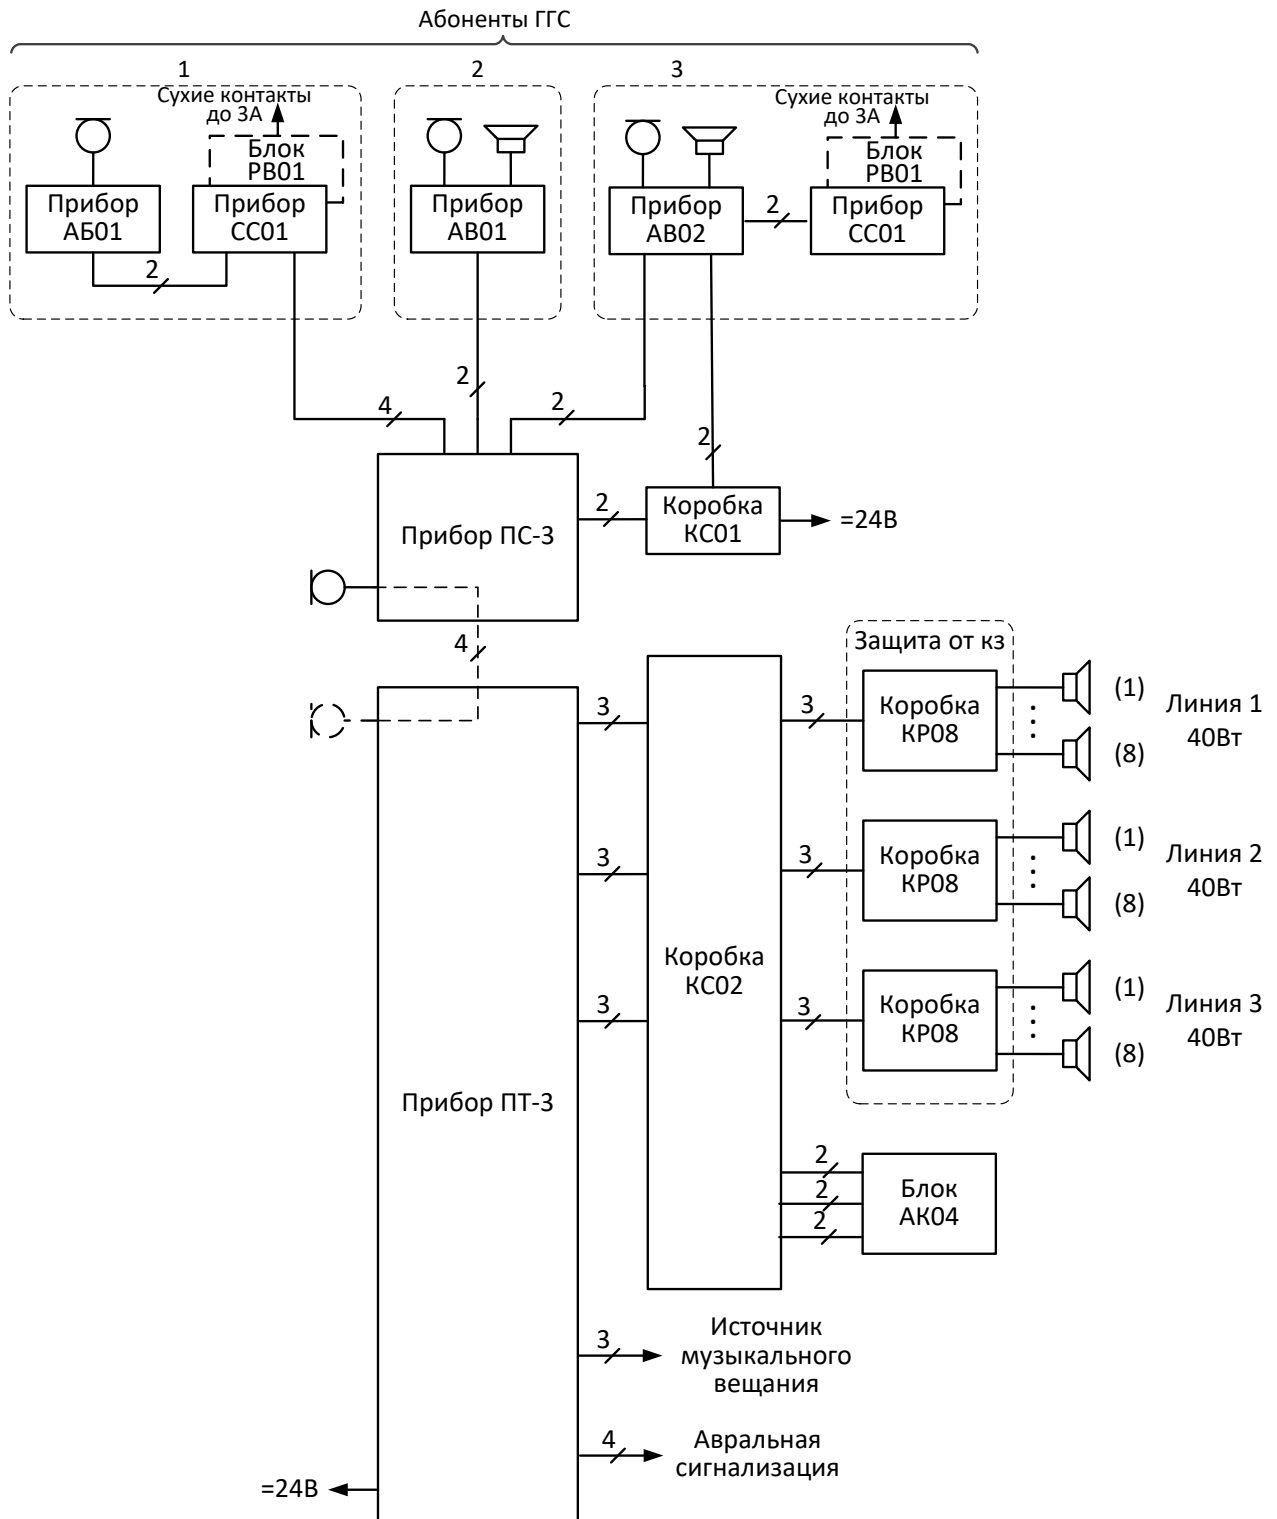 Абоненты ГГС
1
2
3
Сухие контакты
до 3А
Сухие контакты
до 3А
Блок
РВ01
Блок
РВ01
Прибор
АБ01
Прибор
СС01
Прибор
АВ01
Прибор
АВ02
2
Прибор
СС01
2
4
2
2
2
Прибор ПС-3
2
Коробка
КС01
=24В
4
Защита от кз
3
3
Коробка
КР08
(1)
(8)
Линия 1
40Вт
3
3
Коробка
КР08
(1)
(8)
Линия 2
40Вт
Коробка
КС02
3
3
Коробка
КР08
(1)
(8)
Линия 3
40Вт
Прибор ПТ-3
2
2
2
Блок
АК04
3
Источник
музыкального
вещания
4
Авральная
сигнализация
=24В